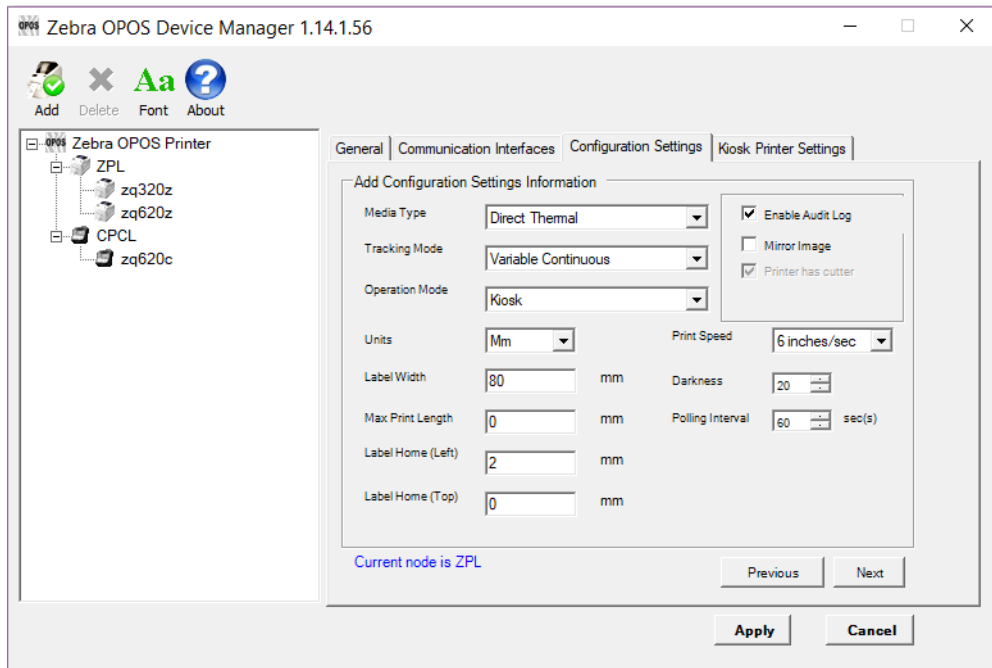 OPOS Zebra OPOS Device Manager 1.14.1.56
Add Delete Aa Font ? About
OPOS Zebra OPOS Printer
ZPL
zq320z
zq620z
CPCL
zq620c
General Communication Interfaces Configuration Settings Kiosk Printer Settings
Add Configuration Settings Information
Media Type Direct Thermal
Enable Audit Log
Tracking Mode Variable Continuous
Mirror Image
Printer has cutter
Operation Mode Kiosk
Units Mm Print Speed 6 inches/sec
Label Width 80 mm Darkness 20
Max Print Length 0 mm Polling Interval 60 sec(s)
Label Home (Left) 2 mm
Label Home (Top) 0 mm
Current node is ZPL
Previous Next
Apply Cancel